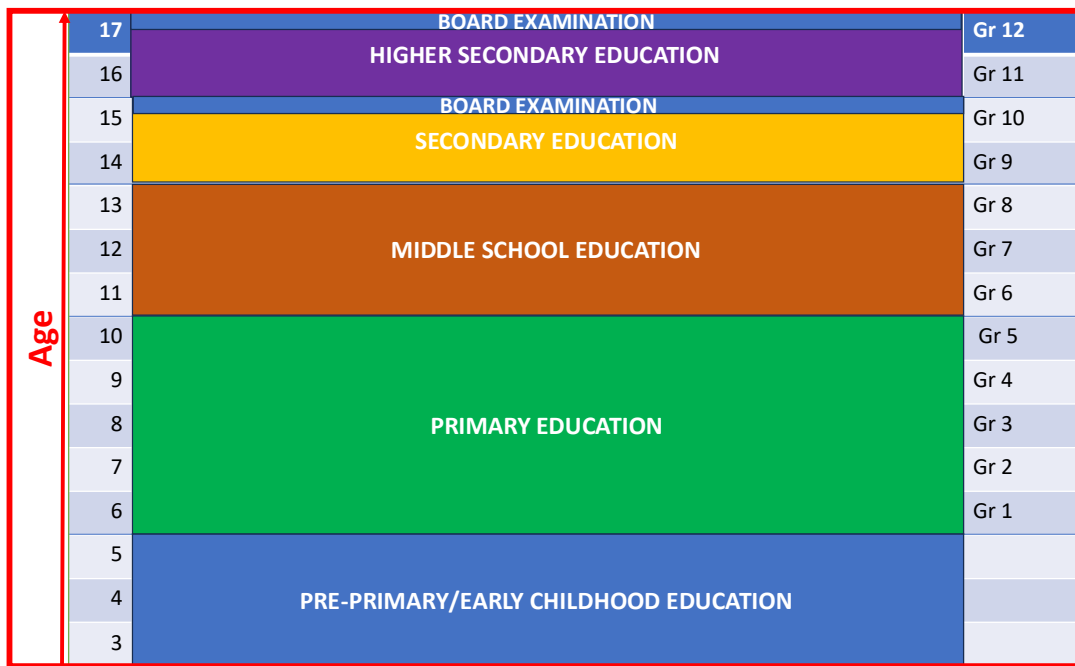 BOARD EXAMINATION
17 Gr 12
HIGHER SECONDARY EDUCATION
16 Gr 11
BOARD EXAMINATION
15 Gr 10
SECONDARY EDUCATION
14 Gr 9
13 Gr 8
12 MIDDLE SCHOOL EDUCATION Gr 7
11 Gr 6
Age
10 Gr 5
9 Gr 4
8 PRIMARY EDUCATION Gr 3
7 Gr 2
6 Gr 1
5
4 PRE-PRIMARY/EARLY CHILDHOOD EDUCATION
3